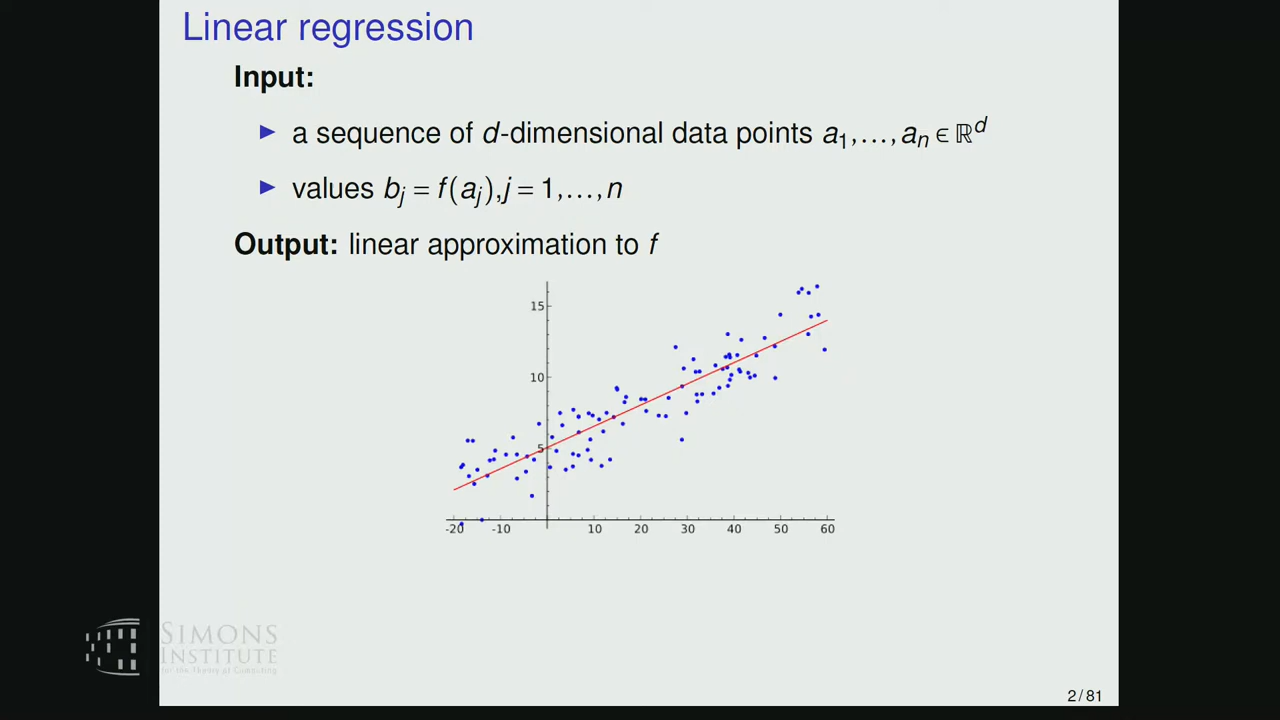 Linear regression
Input:
▶ a sequence of d-dimensional data points a₁,…,aₙ ∈ ℝᵈ
▶ values bⱼ = f(aⱼ), j = 1,…,n
Output: linear approximation to f
15
10
5
-20 -10 10 20 30 40 50 60
SIMONS
INSTITUTE
for the Theory of Computing
2 / 81